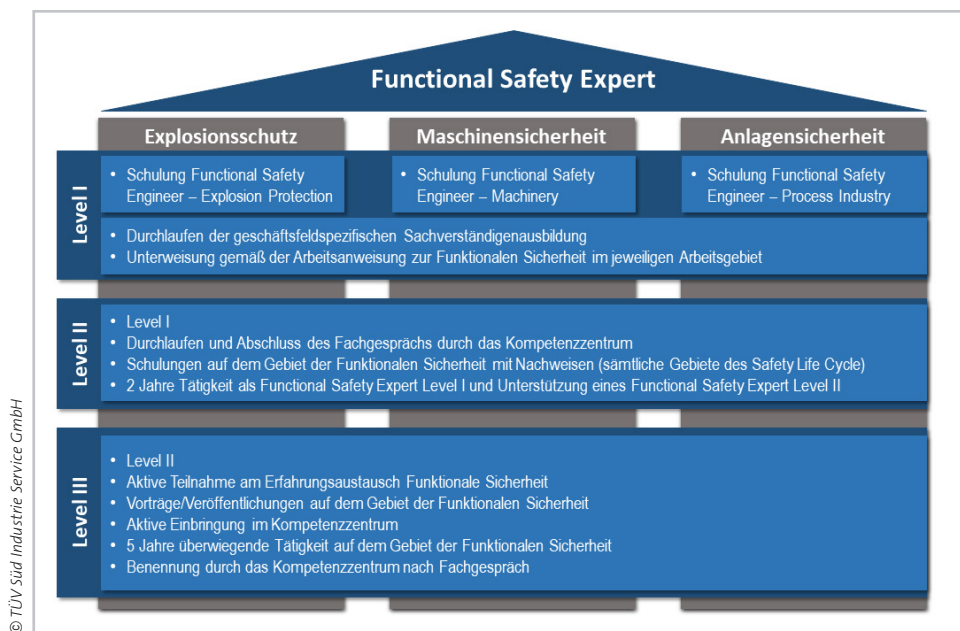 Functional Safety Expert
Explosionsschutz
Maschinensicherheit
Anlagensicherheit
Level I
• Schulung Functional Safety
Engineer – Explosion Protection
• Schulung Functional Safety
Engineer – Machinery
• Schulung Functional Safety
Engineer – Process Industry
• Durchlaufen der geschäftsfeldspezifischen Sachverständigenausbildung
• Unterweisung gemäß der Arbeitsanweisung zur Funktionalen Sicherheit im jeweiligen Arbeitsgebiet
Level II
• Level I
• Durchlaufen und Abschluss des Fachgesprächs durch das Kompetenzzentrum
• Schulungen auf dem Gebiet der Funktionalen Sicherheit mit Nachweisen (sämtliche Gebiete des Safety Life Cycle)
• 2 Jahre Tätigkeit als Functional Safety Expert Level I und Unterstützung eines Functional Safety Expert Level II
Level III
• Level II
• Aktive Teilnahme am Erfahrungsaustausch Funktionale Sicherheit
• Vorträge/Veröffentlichungen auf dem Gebiet der Funktionalen Sicherheit
• Aktive Einbringung im Kompetenzzentrum
• 5 Jahre überwiegende Tätigkeit auf dem Gebiet der Funktionalen Sicherheit
• Benennung durch das Kompetenzzentrum nach Fachgespräch
© TÜV Süd Industrie Service GmbH